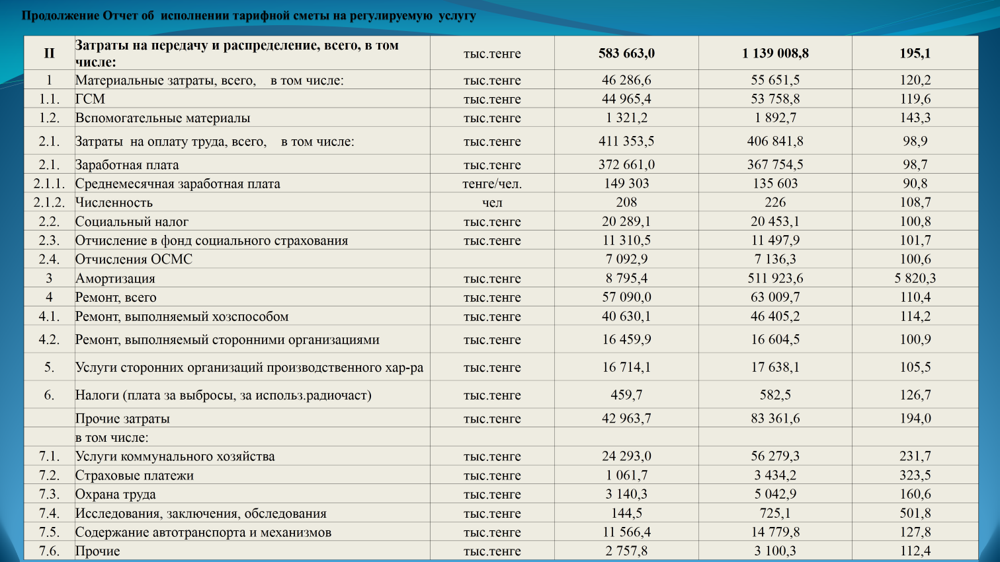 Продолжение Отчет об исполнении тарифной сметы на регулируемую услугу
II Затраты на передачу и распределение, всего, в том числе: тыс.тенге 583 663,0 1 139 008,8 195,1
1 Материальные затраты, всего, в том числе: тыс.тенге 46 286,6 55 651,5 120,2
1.1. ГСМ тыс.тенге 44 965,4 53 758,8 119,6
1.2. Вспомогательные материалы тыс.тенге 1 321,2 1 892,7 143,3
2.1. Затраты на оплату труда, всего, в том числе: тыс.тенге 411 353,5 406 841,8 98,9
2.1. Заработная плата тыс.тенге 372 661,0 367 754,5 98,7
2.1.1. Среднемесячная заработная плата тенге/чел. 149 303 135 603 90,8
2.1.2. Численность чел 208 226 108,7
2.2. Социальный налог тыс.тенге 20 289,1 20 453,1 100,8
2.3. Отчисление в фонд социального страхования тыс.тенге 11 310,5 11 497,9 101,7
2.4. Отчисления ОСМС 7 092,9 7 136,3 100,6
3 Амортизация тыс.тенге 8 795,4 511 923,6 5 820,3
4 Ремонт, всего тыс.тенге 57 090,0 63 009,7 110,4
4.1. Ремонт, выполняемый хозспособом тыс.тенге 40 630,1 46 405,2 114,2
4.2. Ремонт, выполняемый сторонними организациями тыс.тенге 16 459,9 16 604,5 100,9
5. Услуги сторонних организаций производственного хар-ра тыс.тенге 16 714,1 17 638,1 105,5
6. Налоги (плата за выбросы, за использ.радиочаст) тыс.тенге 459,7 582,5 126,7
Прочие затраты тыс.тенге 42 963,7 83 361,6 194,0
в том числе:
7.1. Услуги коммунального хозяйства тыс.тенге 24 293,0 56 279,3 231,7
7.2. Страховые платежи тыс.тенге 1 061,7 3 434,2 323,5
7.3. Охрана труда тыс.тенге 3 140,3 5 042,9 160,6
7.4. Исследования, заключения, обследования тыс.тенге 144,5 725,1 501,8
7.5. Содержание автотранспорта и механизмов тыс.тенге 11 566,4 14 779,8 127,8
7.6. Прочие тыс.тенге 2 757,8 3 100,3 112,4